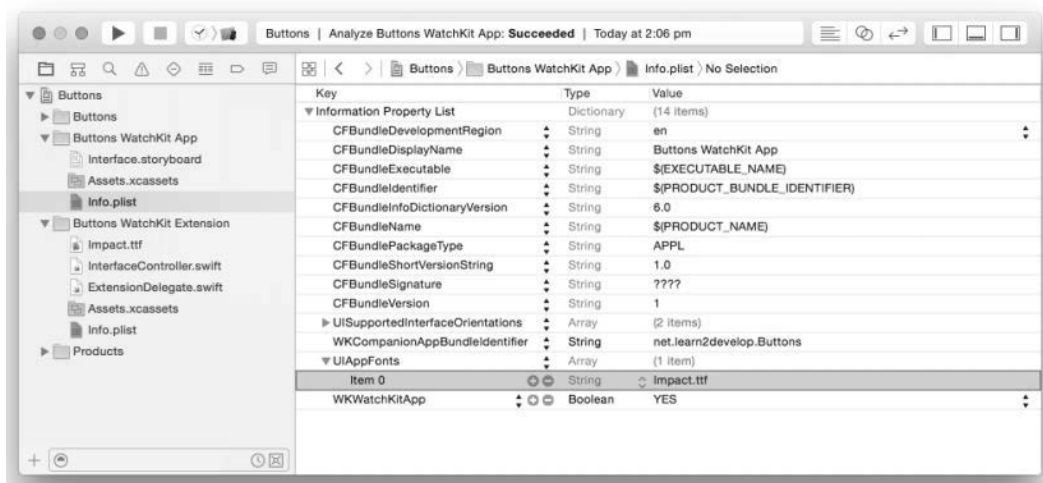 Buttons | Analyze Buttons WatchKit App: Succeeded | Today at 2:06 pm
Buttons Buttons WatchKit App Info.plist No Selection
Buttons
Buttons
Buttons WatchKit App
Interface.storyboard
Assets.xcassets
Info.plist
Buttons WatchKit Extension
Impact.ttf
InterfaceController.swift
ExtensionDelegate.swift
Assets.xcassets
Info.plist
Products
Key Type Value
Information Property List Dictionary (14 items)
CFBundleDevelopmentRegion String en
CFBundleDisplayName String Buttons WatchKit App
CFBundleExecutable String $(EXECUTABLE_NAME)
CFBundleIdentifier String $(PRODUCT_BUNDLE_IDENTIFIER)
CFBundleInfoDictionaryVersion String 6.0
CFBundleName String $(PRODUCT_NAME)
CFBundlePackageType String APPL
CFBundleShortVersionString String 1.0
CFBundleSignature String ????
CFBundleVersion String 1
UISupportedInterfaceOrientations Array (2 items)
WKCompanionAppBundleIdentifier String net.learn2develop.Buttons
UIAppFonts Array (1 item)
Item 0 String Impact.ttf
WKWatchKitApp Boolean YES